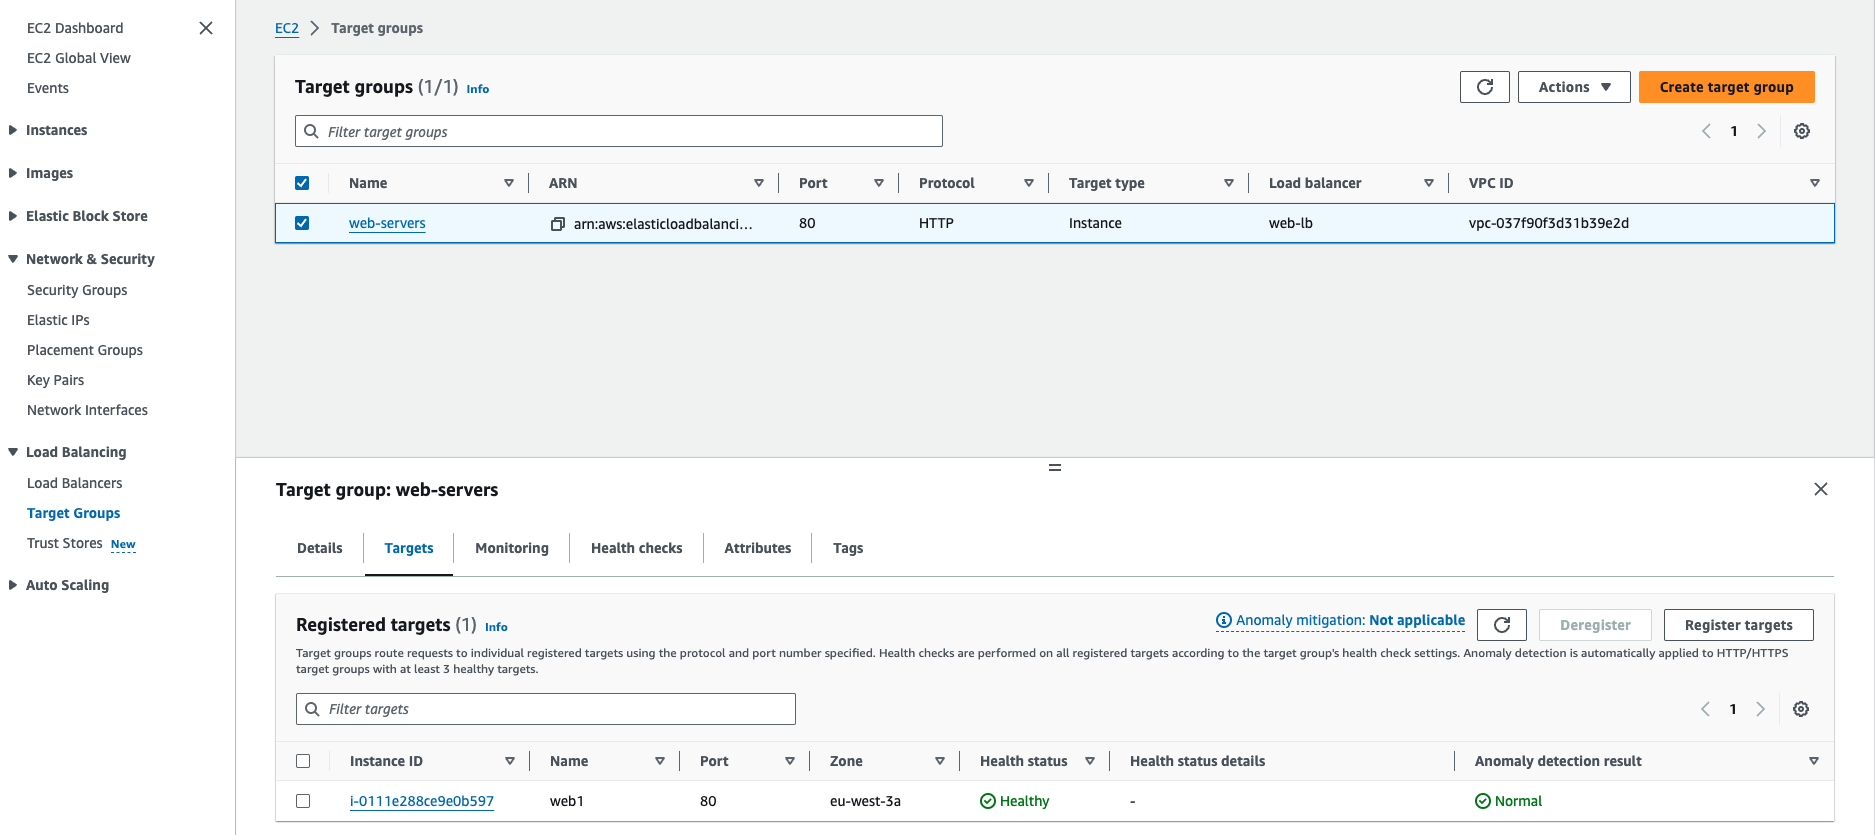 EC2 Dashboard
EC2 Global View
Events
Instances
Images
Elastic Block Store
Network & Security
Security Groups
Elastic IPs
Placement Groups
Key Pairs
Network Interfaces
Load Balancing
Load Balancers
Target Groups
Trust Stores New
Auto Scaling
EC2 Target groups
Target groups (1/1) Info
Actions
Create target group
Filter target groups
1
Name ARN Port Protocol Target type Load balancer VPC ID
web-servers arn:aws:elasticloadbalanci... 80 HTTP Instance web-lb vpc-037f90f3d31b39e2d
Target group: web-servers
Details Targets Monitoring Health checks Attributes Tags
Registered targets (1) Info
Anomaly mitigation: Not applicable
Deregister
Register targets
Target groups route requests to individual registered targets using the protocol and port number specified. Health checks are performed on all registered targets according to the target group's health check settings. Anomaly detection is automatically applied to HTTP/HTTPS
target groups with at least 3 healthy targets.
Filter targets
1
Instance ID Name Port Zone Health status Health status details Anomaly detection result
i-0111e288ce9e0b597 web1 80 eu-west-3a Healthy - Normal